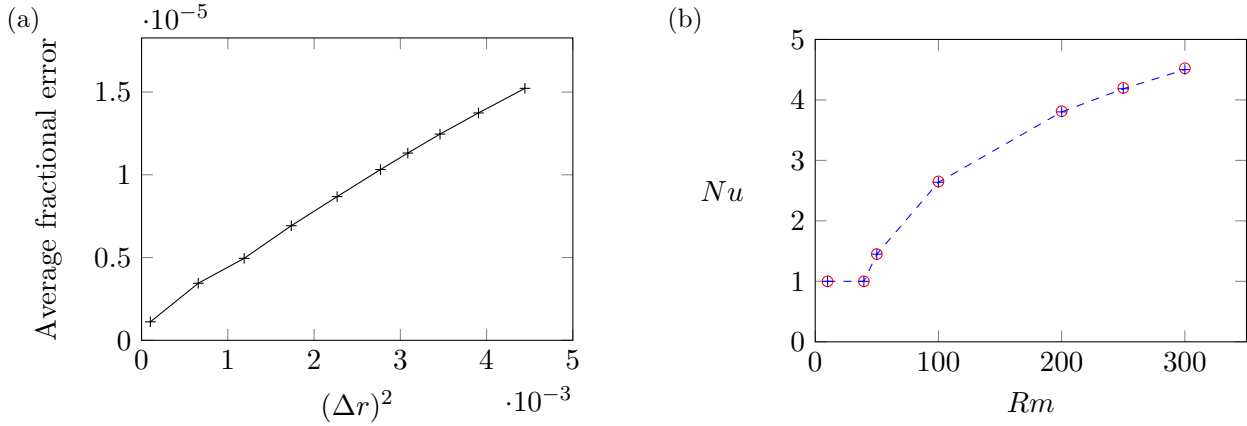 (a)
·10⁻⁵
Average fractional error
1.5
1
0.5
0
0 1 2 3 4 5
(Δr)²
·10⁻³
(b)
Nu
5
4
3
2
1
0
0 100 200 300
Rm